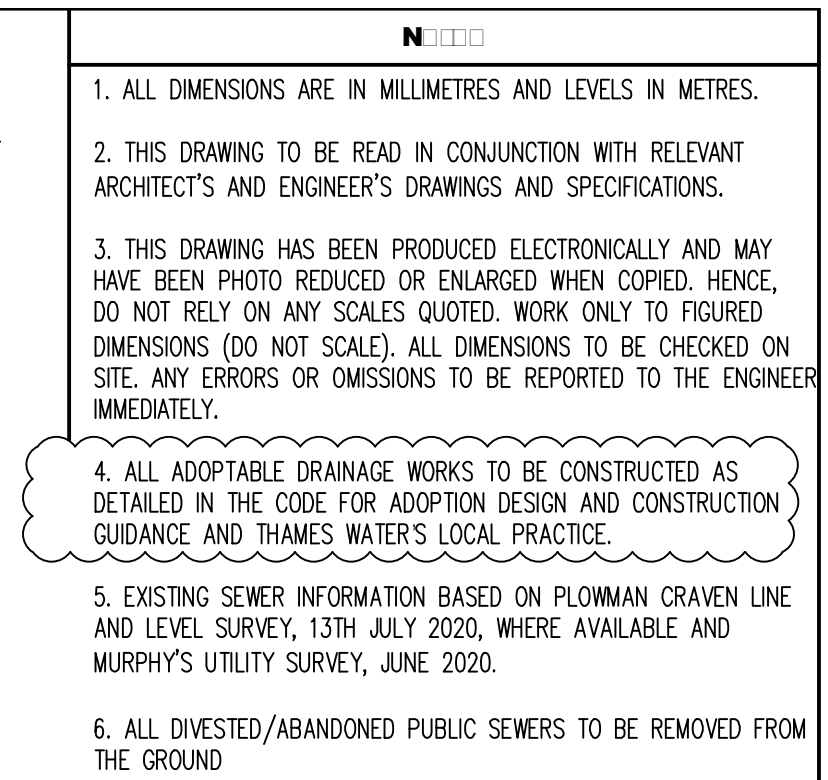 1. ALL DIMENSIONS ARE IN MILLIMETRES AND LEVELS IN METRES.
2. THIS DRAWING TO BE READ IN CONJUNCTION WITH RELEVANT
ARCHITECT'S AND ENGINEER'S DRAWINGS AND SPECIFICATIONS.
3. THIS DRAWING HAS BEEN PRODUCED ELECTRONICALLY AND MAY
HAVE BEEN PHOTO REDUCED OR ENLARGED WHEN COPIED. HENCE,
DO NOT RELY ON ANY SCALES QUOTED. WORK ONLY TO FIGURED
DIMENSIONS (DO NOT SCALE). ALL DIMENSIONS TO BE CHECKED ON
SITE. ANY ERRORS OR OMISSIONS TO BE REPORTED TO THE ENGINEER
IMMEDIATELY.
4. ALL ADOPTABLE DRAINAGE WORKS TO BE CONSTRUCTED AS
DETAILED IN THE CODE FOR ADOPTION DESIGN AND CONSTRUCTION
GUIDANCE AND THAMES WATER'S LOCAL PRACTICE.
5. EXISTING SEWER INFORMATION BASED ON PLOWMAN CRAVEN LINE
AND LEVEL SURVEY, 13TH JULY 2020, WHERE AVAILABLE AND
MURPHY'S UTILITY SURVEY, JUNE 2020.
6. ALL DIVESTED/ABANDONED PUBLIC SEWERS TO BE REMOVED FROM
THE GROUND